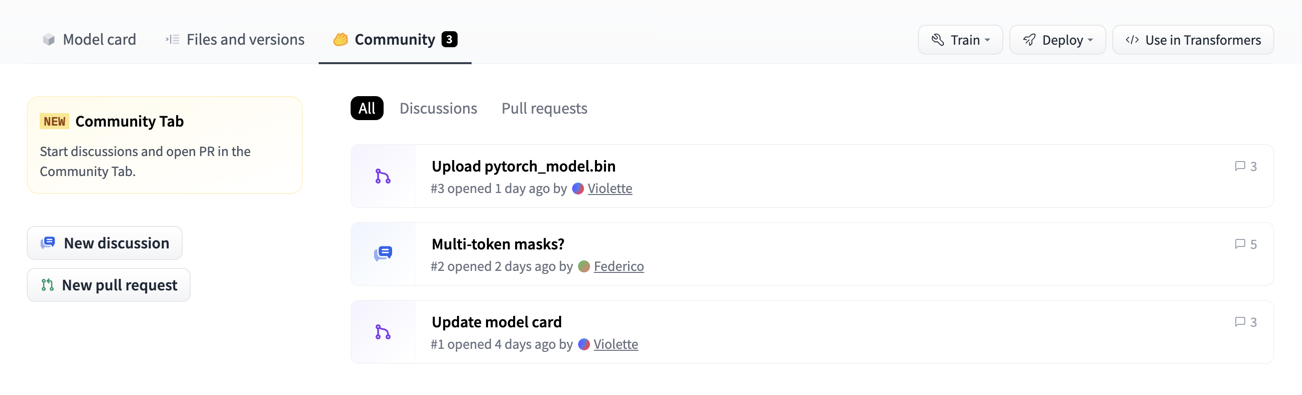 Model card
Files and versions
Community 3
Train
Deploy
</> Use in Transformers
NEW Community Tab
Start discussions and open PR in the
Community Tab.
New discussion
New pull request
All Discussions Pull requests
Upload pytorch_model.bin
3
#3 opened 1 day ago by Violette
Multi-token masks?
5
#2 opened 2 days ago by Federico
Update model card
3
#1 opened 4 days ago by Violette